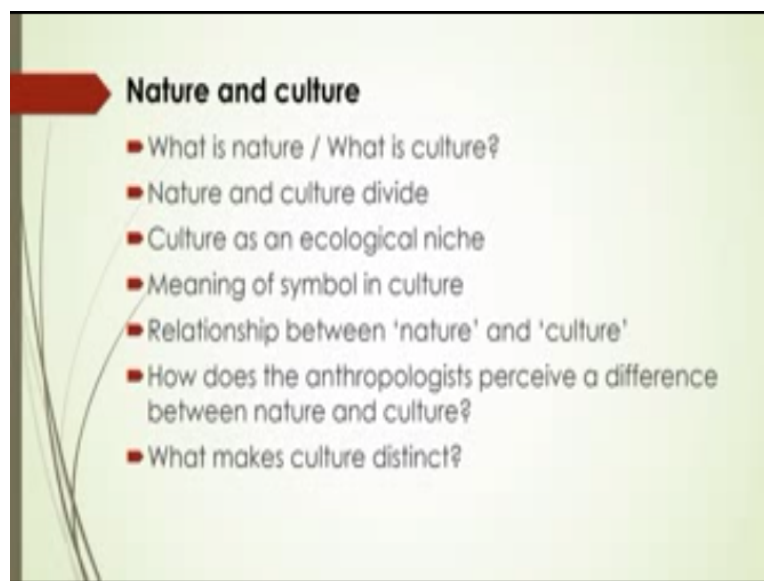 Nature and culture
What is nature / What is culture?
Nature and culture divide
Culture as an ecological niche
Meaning of symbol in culture
Relationship between 'nature' and 'culture'
How does the anthropologists perceive a difference
between nature and culture?
What makes culture distinct?